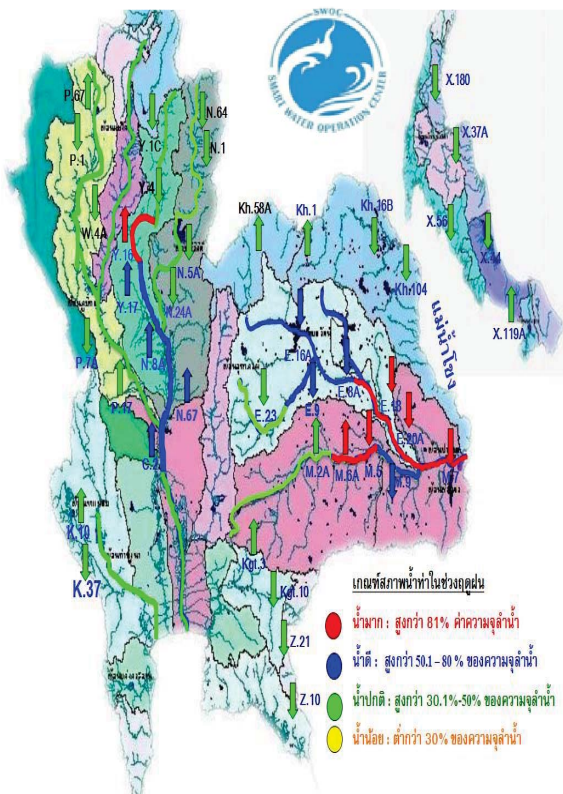 SWOC
SMART WATER OPERATION CENTER
P.67
N.64
Y.1C
N.1
P.1
Y.4
W.4A
Y.16
N.5A
Y.17
N.24A
P.7A
N.8A
P.17
N.67
C.2
K.10
K.37
Kh.58A
Kh.1
Kh.16B
Kh.104
แม่น้ำโขง
E.16A
E.8A
E.23
E.9
E.18
E.20A
M.2A
M.6A
M.5
M.9
M.7
Kgt.3
Kgt.10
Z.21
Z.10
X.180
X.37A
X.56
X.44
X.119A
เกณฑ์สภาพน้ำท่าในช่วงฤดูฝน
น้ำมาก : สูงกว่า 81% ค่าความจุลำน้ำ
น้ำดี : สูงกว่า 50.1 – 80 % ของความจุลำน้ำ
น้ำปกติ : สูงกว่า 30.1%-50% ของความจุลำน้ำ
น้ำน้อย : ต่ำกว่า 30% ของความจุลำน้ำ